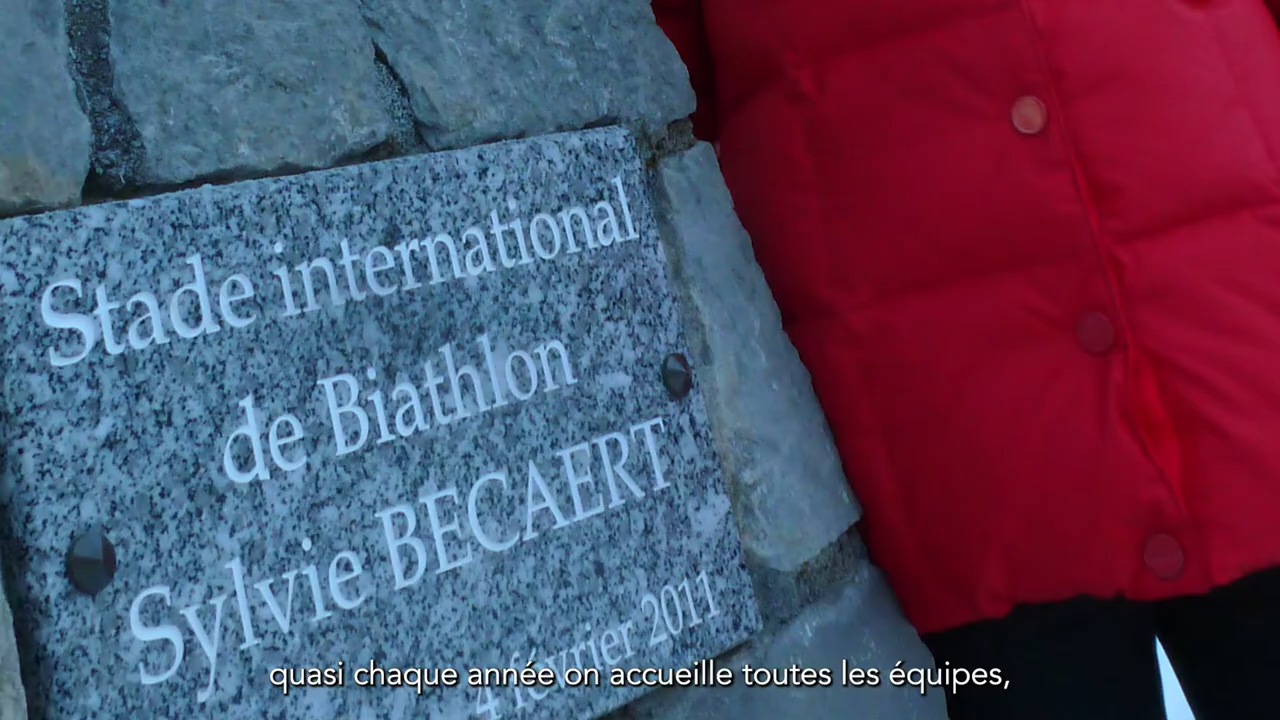 Stade international
de Biathlon
Sylvie BECAERT
4 février 2011
quasi chaque année on accueille toutes les équipes,